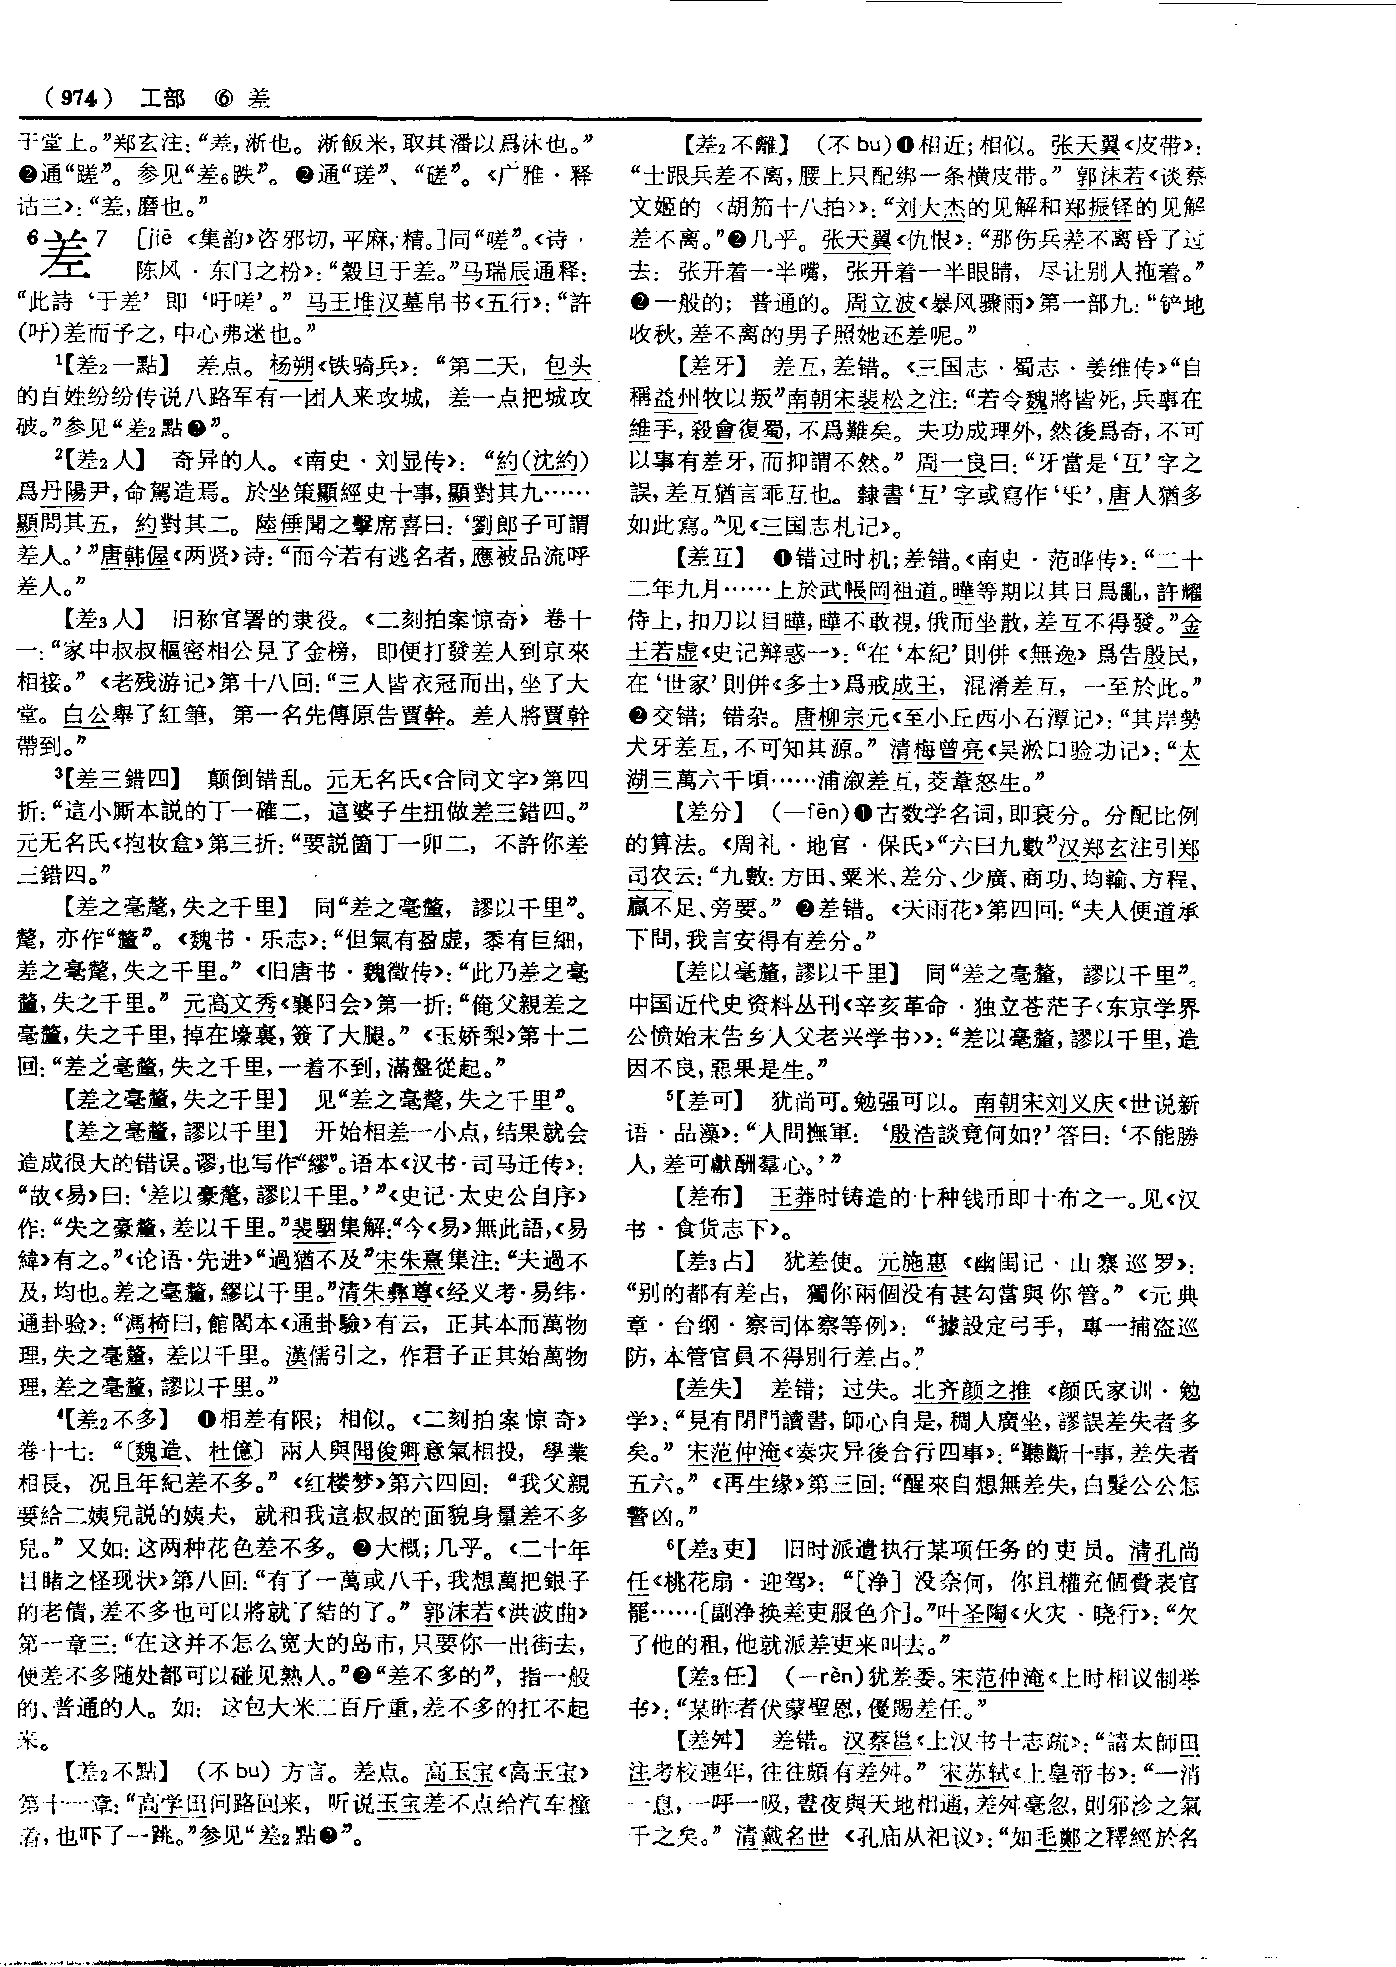 (974) 工部 ⑥ 差
于堂上。”郑玄注：“差，淅也。淅飯米，取其潘以爲沐也。”
❷通“蹉”。参见“差6跌”。❸通“瑳”、“磋”。《广雅·释
诂三》：“差，磨也。”
6差7 [jiē 《集韵》咨邪切，平麻，精。]同“嗟”。《诗·
陈风·东门之枌》：“穀旦于差。”马瑞辰通释：
“此詩‘于差’即‘吁嗟’。”马王堆汉墓帛书《五行》：“許
(吁)差而予之，中心弗迷也。”
1【差2一點】 差点。杨朔《铁骑兵》：“第二天，包头
的百姓纷纷传说八路军有一团人来攻城，差一点把城攻
破。”参见“差2點❷”。
2【差2人】 奇异的人。《南史·刘显传》：“約(沈約)
爲丹陽尹，命駕造焉。於坐策顯經史十事，顯對其九……
顯問其五，約對其二。陸倕聞之擊席喜曰：‘劉郎子可謂
差人。’”唐韩偓《两贤》诗：“而今若有逃名者，應被品流呼
差人。”
【差3人】 旧称官署的隶役。《二刻拍案惊奇》卷十
一：“家中叔叔樞密相公見了金榜，即便打發差人到京來
相接。”《老残游记》第十八回：“三人皆衣冠而出，坐了大
堂。白公舉了紅筆，第一名先傳原告賈幹。差人將賈幹
帶到。”
3【差三錯四】 颠倒错乱。元无名氏《合同文字》第四
折：“這小厮本説的丁一確二，這婆子生扭做差三錯四。”
元无名氏《抱妆盒》第三折：“要説箇丁一卯二，不許你差
三錯四。”
【差之毫氂，失之千里】 同“差之毫釐，謬以千里”。
氂，亦作“釐”。《魏书·乐志》：“但氣有盈虚，黍有巨細，
差之毫氂，失之千里。”《旧唐书·魏徵传》：“此乃差之毫
釐，失之千里。”元高文秀《襄阳会》第一折：“俺父親差之
毫釐，失之千里，掉在壕裏，簽了大腿。”《玉娇梨》第十二
回：“差之毫釐，失之千里，一着不到，滿盤從起。”
【差之毫釐，失之千里】 见“差之毫氂，失之千里”。
【差之毫釐，謬以千里】 开始相差一小点，结果就会
造成很大的错误。谬，也写作“繆”。语本《汉书·司马迁传》：
“故《易》曰：‘差以豪氂，謬以千里。’”《史记·太史公自序》
作：“失之豪釐，差以千里。”裴駰集解：“今《易》無此語，《易
緯》有之。”《论语·先进》“過猶不及”宋朱熹集注：“夫過不
及，均也。差之毫釐，繆以千里。”清朱彝尊《经义考·易纬·
通卦验》：“馮椅曰，館閣本《通卦驗》有云，正其本而萬物
理，失之毫釐，差以千里。漢儒引之，作君子正其始萬物
理，差之毫釐，謬以千里。”
4【差2不多】 ❶相差有限；相似。《二刻拍案惊奇》
卷十七：“〔魏造、杜億〕兩人與聞俊卿意氣相投，學業
相長，况且年紀差不多。”《红楼梦》第六四回：“我父親
要給二姨兒説的姨夫，就和我這叔叔的面貌身量差不多
兒。”又如：这两种花色差不多。❷大概；几乎。《二十年
目睹之怪现状》第八回：“有了一萬或八千，我想萬把銀子
的老債，差不多也可以將就了結的了。”郭沫若《洪波曲》
第一章三：“在这并不怎么宽大的岛市，只要你一出街去，
便差不多随处都可以碰见熟人。”❷“差不多的”，指一般
的、普通的人。如：这包大米二百斤重，差不多的扛不起
来。
【差2不點】 (不 bu) 方言。差点。高玉宝《高玉宝》
第十一章：“高学田问路回来，听说玉宝差不点给汽车撞
着，也吓了一跳。”参见“差2點❷”。
【差2不離】 (不 bu)❶相近；相似。张天翼《皮带》：
“士跟兵差不离，腰上只配绑一条横皮带。”郭沫若《谈蔡
文姬的〈胡笳十八拍〉》：“刘大杰的见解和郑振铎的见解
差不离。”❷几乎。张天翼《仇恨》：“那伤兵差不离昏了过
去：张开着一半嘴，张开着一半眼睛，尽让别人拖着。”
❷一般的；普通的。周立波《暴风骤雨》第一部九：“铲地
收秋，差不离的男子照她还差呢。”
【差牙】 差互，差错。《三国志·蜀志·姜维传》“自
稱益州牧以叛”南朝宋裴松之注：“若令魏將皆死，兵事在
維手，殺會復蜀，不爲難矣。夫功成理外，然後爲奇，不可
以事有差牙，而抑謂不然。”周一良曰：“牙當是‘互’字之
誤，差互猶言乖互也。隸書‘互’字或寫作‘㸦’，唐人猶多
如此寫。”见《三国志札记》。
【差互】 ❶错过时机；差错。《南史·范晔传》：“二十
二年九月……上於武帳岡祖道。曄等期以其日爲亂，許耀
侍上，扣刀以目曄，曄不敢視，俄而坐散，差互不得發。”金
王若虚《史记辩惑一》：“在‘本紀’則併《無逸》爲告殷民，
在‘世家’則併《多士》爲戒成王，混淆差互，一至於此。”
❷交错；错杂。唐柳宗元《至小丘西小石潭记》：“其岸勢
犬牙差互，不可知其源。”清梅曾亮《吴淞口验功记》：“太
湖三萬六千頃……浦溆差互，茭葦怒生。”
【差分】 (—fēn)❶古数学名词，即衰分。分配比例
的算法。《周礼·地官·保氏》“六曰九數”汉郑玄注引郑
司农云：“九數：方田、粟米、差分、少廣、商功、均輸、方程、
贏不足、旁要。”❷差错。《天雨花》第四回：“夫人便道承
下問，我言安得有差分。”
【差以毫釐，謬以千里】 同“差之毫釐，謬以千里”。
中国近代史资料丛刊《辛亥革命·独立苍茫子〈东京学界
公愤始末告乡人父老兴学书〉》：“差以毫釐，謬以千里，造
因不良，惡果是生。”
5【差可】 犹尚可。勉强可以。南朝宋刘义庆《世说新
语·品藻》：“人問撫軍：‘殷浩談竟何如？’答曰：‘不能勝
人，差可獻酬羣心。’”
【差布】 王莽时铸造的十种钱币即十布之一。见《汉
书·食货志下》。
【差3占】 犹差使。元施惠《幽闺记·山寨巡罗》：
“别的都有差占，獨你兩個没有甚勾當與你管。”《元典
章·台纲·察司体察等例》：“據設定弓手，專一捕盗巡
防，本管官員不得别行差占。”
【差失】 差错；过失。北齐颜之推《颜氏家训·勉
学》：“見有閉門讀書，師心自是，稠人廣坐，謬誤差失者多
矣。”宋范仲淹《奏灾异後合行四事》：“聽斷十事，差失者
五六。”《再生缘》第三回：“醒來自想無差失，白髮公公怎
警凶。”
6【差3吏】 旧时派遣执行某项任务的吏员。清孔尚
任《桃花扇·迎驾》：“[净]没奈何，你且權充個賫表官
罷……[副净换差吏服色介]。”叶圣陶《火灾·晓行》：“欠
了他的租，他就派差吏来叫去。”
【差3任】 (—rèn)犹差委。宋范仲淹《上时相议制举
书》：“某昨者伏蒙聖恩，優賜差任。”
【差舛】 差错。汉蔡邕《上汉书十志疏》：“請太師田
注考校連年，往往頗有差舛。”宋苏轼《上皇帝书》：“一消
一息，一呼一吸，晝夜與天地相通，差舛毫忽，則邪沴之氣
干之矣。”清戴名世《孔庙从祀议》：“如毛鄭之釋經於名